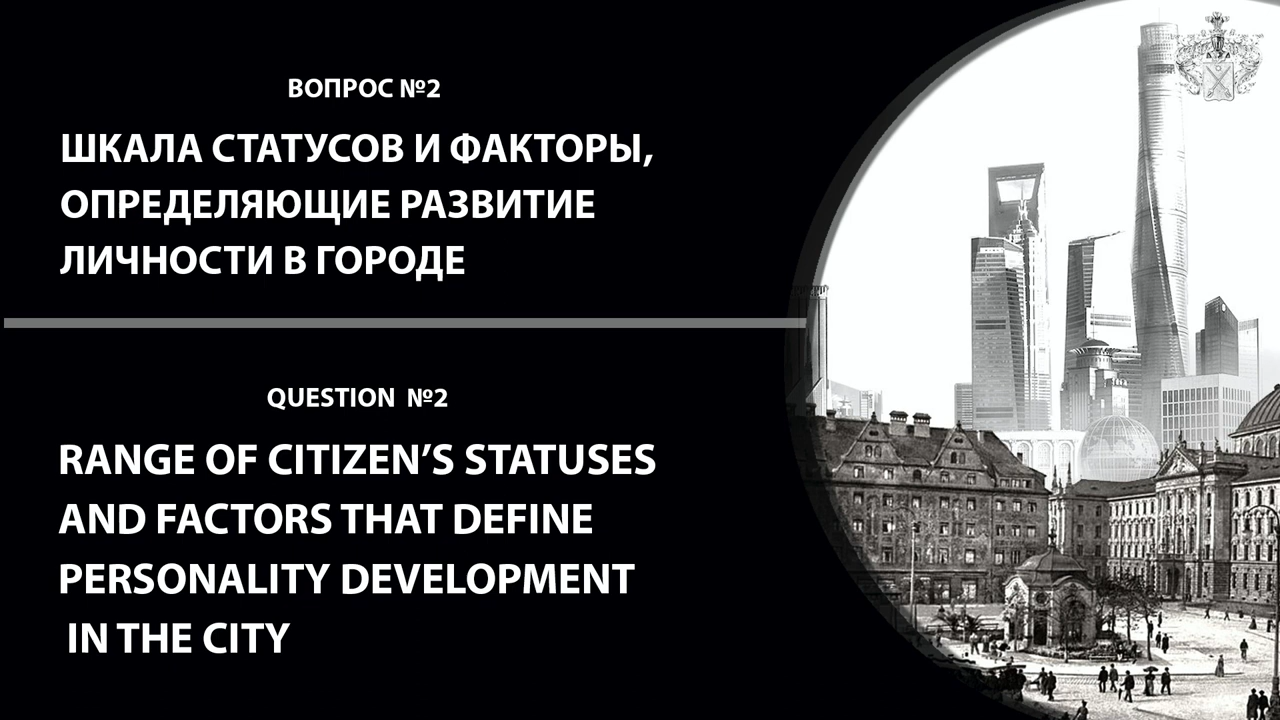 ВОПРОС №2
ШКАЛА СТАТУСОВ И ФАКТОРЫ,
ОПРЕДЕЛЯЮЩИЕ РАЗВИТИЕ
ЛИЧНОСТИ В ГОРОДЕ
QUESTION №2
RANGE OF CITIZEN’S STATUSES
AND FACTORS THAT DEFINE
PERSONALITY DEVELOPMENT
IN THE CITY